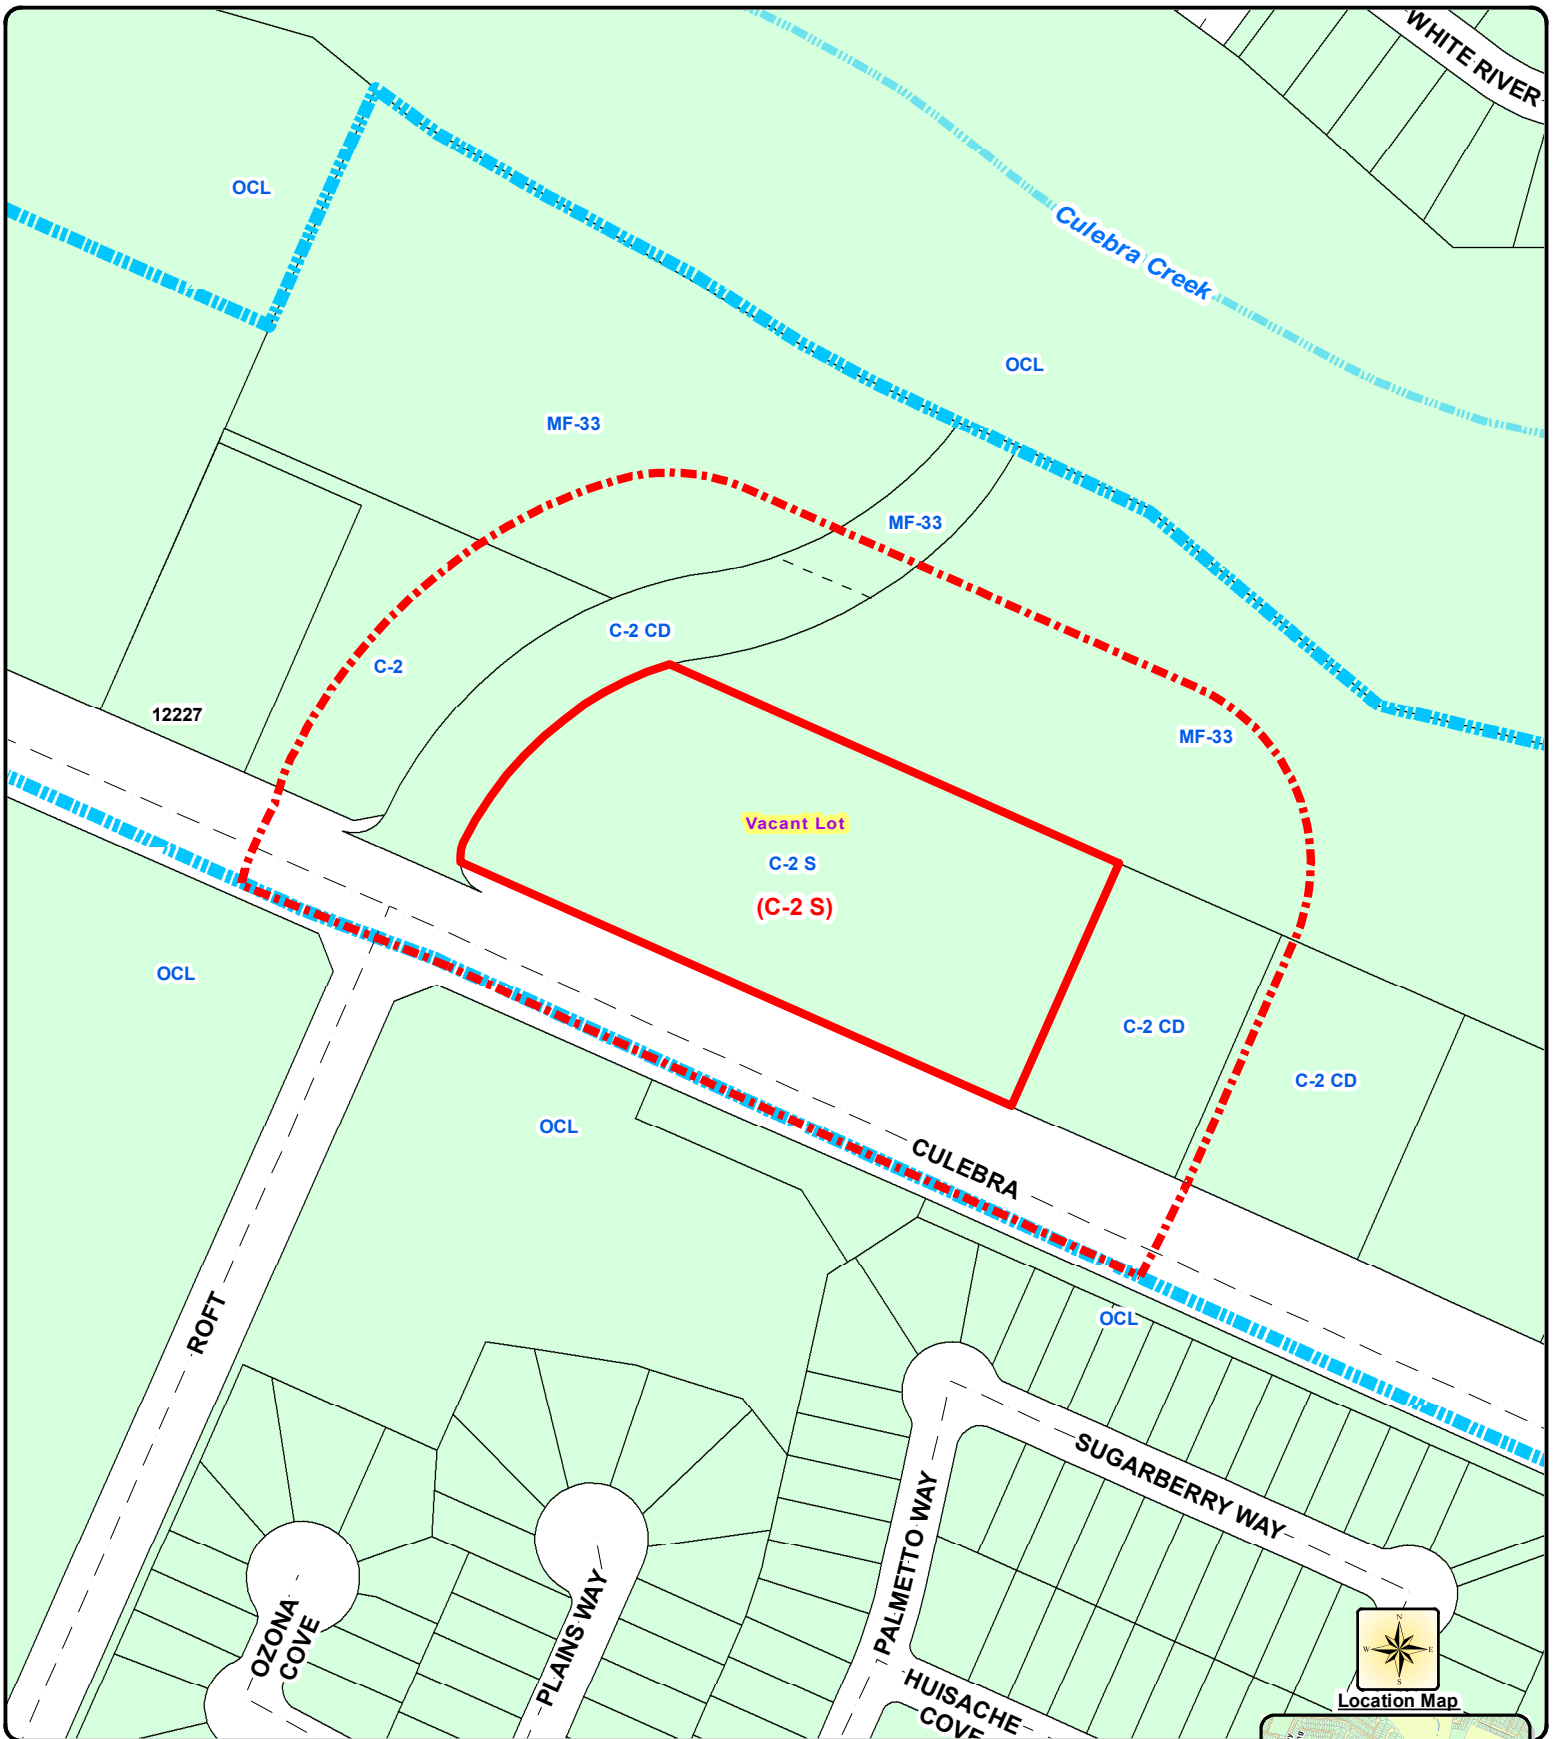 WHITE RIVER
OCL
Culebra Creek
OCL
MF-33
MF-33
C-2 CD
C-2
12227
MF-33
Vacant Lot
C-2 S
(C-2 S)
OCL
C-2 CD
C-2 CD
OCL
CULEBRA
ROFT
OCL
SUGARBERRY WAY
PALMETTO WAY
OZONA
COVE
PLAINS WAY
HUISACHE
COVE
N
W
E
S
Location Map